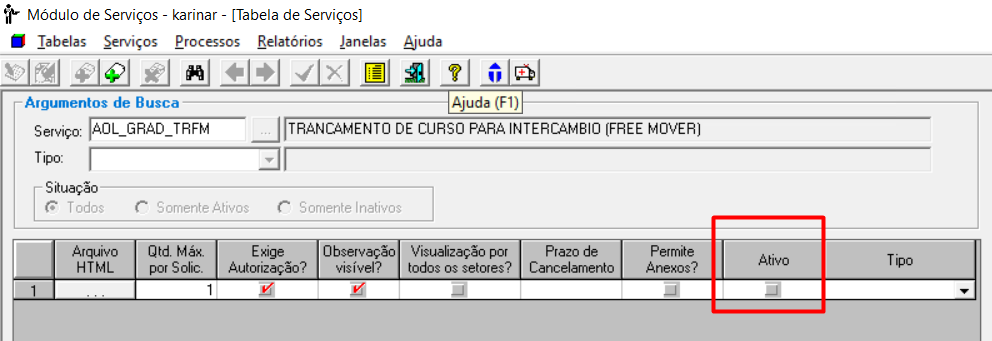 Módulo de Serviços - karinar - [Tabela de Serviços]
Tabelas Serviços Processos Relatórios Janelas Ajuda
Ajuda (F1)
Argumentos de Busca
Serviço: AOL_GRAD_TRFM ... TRANCAMENTO DE CURSO PARA INTERCAMBIO (FREE MOVER)
Tipo:
Situação
Todos Somente Ativos Somente Inativos
Arquivo HTML Qtd. Máx. por Solic. Exige Autorização? Observação visível? Visualização por todos os setores? Prazo de Cancelamento Permite Anexos? Ativo Tipo
1 ... 1